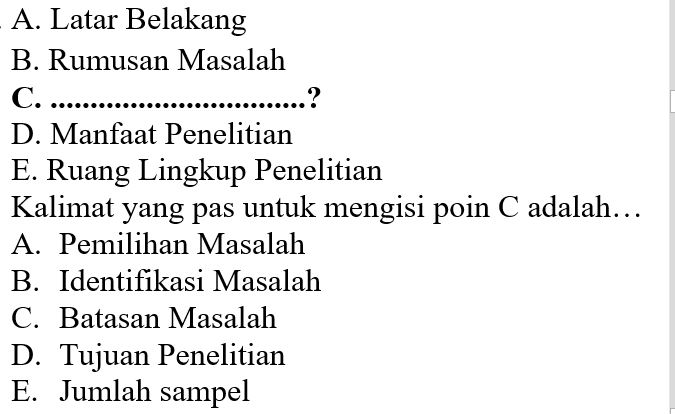 A. Latar Belakang
B. Rumusan Masalah
C. ................................?
D. Manfaat Penelitian
E. Ruang Lingkup Penelitian
Kalimat yang pas untuk mengisi poin C adalah…
A. Pemilihan Masalah
B. Identifikasi Masalah
C. Batasan Masalah
D. Tujuan Penelitian
E. Jumlah sampel